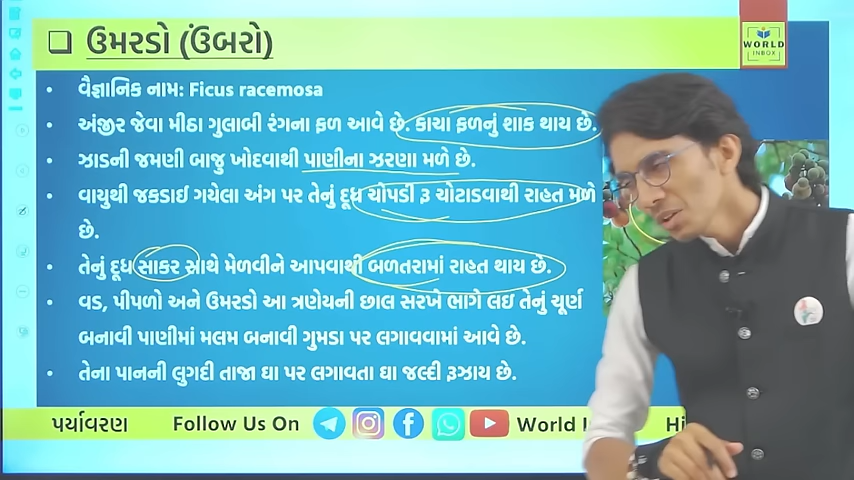 ❑ ઉમરડો (ઉંબરો)
WORLD
INBOX
• વૈજ્ઞાનિક નામ: Ficus racemosa
• અંજીર જેવા મીઠા ગુલાબી રંગના ફળ આવે છે. કાચા ફળનું શાક થાય છે.
• ઝાડની જમણી બાજુ ખોદવાથી પાણીના ઝરણા મળે છે.
• વાયુથી જકડાઈ ગયેલા અંગ પર તેનું દૂધ ચોપડી રૂ ચોટાડવાથી રાહત મળે
છે.
• તેનું દૂધ સાકર સાથે મેળવીને આપવાથી બળતરામાં રાહત થાય છે.
• વડ, પીપળો અને ઉમરડો આ ત્રણેયની છાલ સરખે ભાગે લઇ તેનું ચૂર્ણ
બનાવી પાણીમાં મલમ બનાવી ગુમડા પર લગાવવામાં આવે છે.
• તેના પાનની લુગદી તાજા ઘા પર લગાવતા ઘા જલ્દી રૂઝાય છે.
પર્યાવરણ Follow Us On World